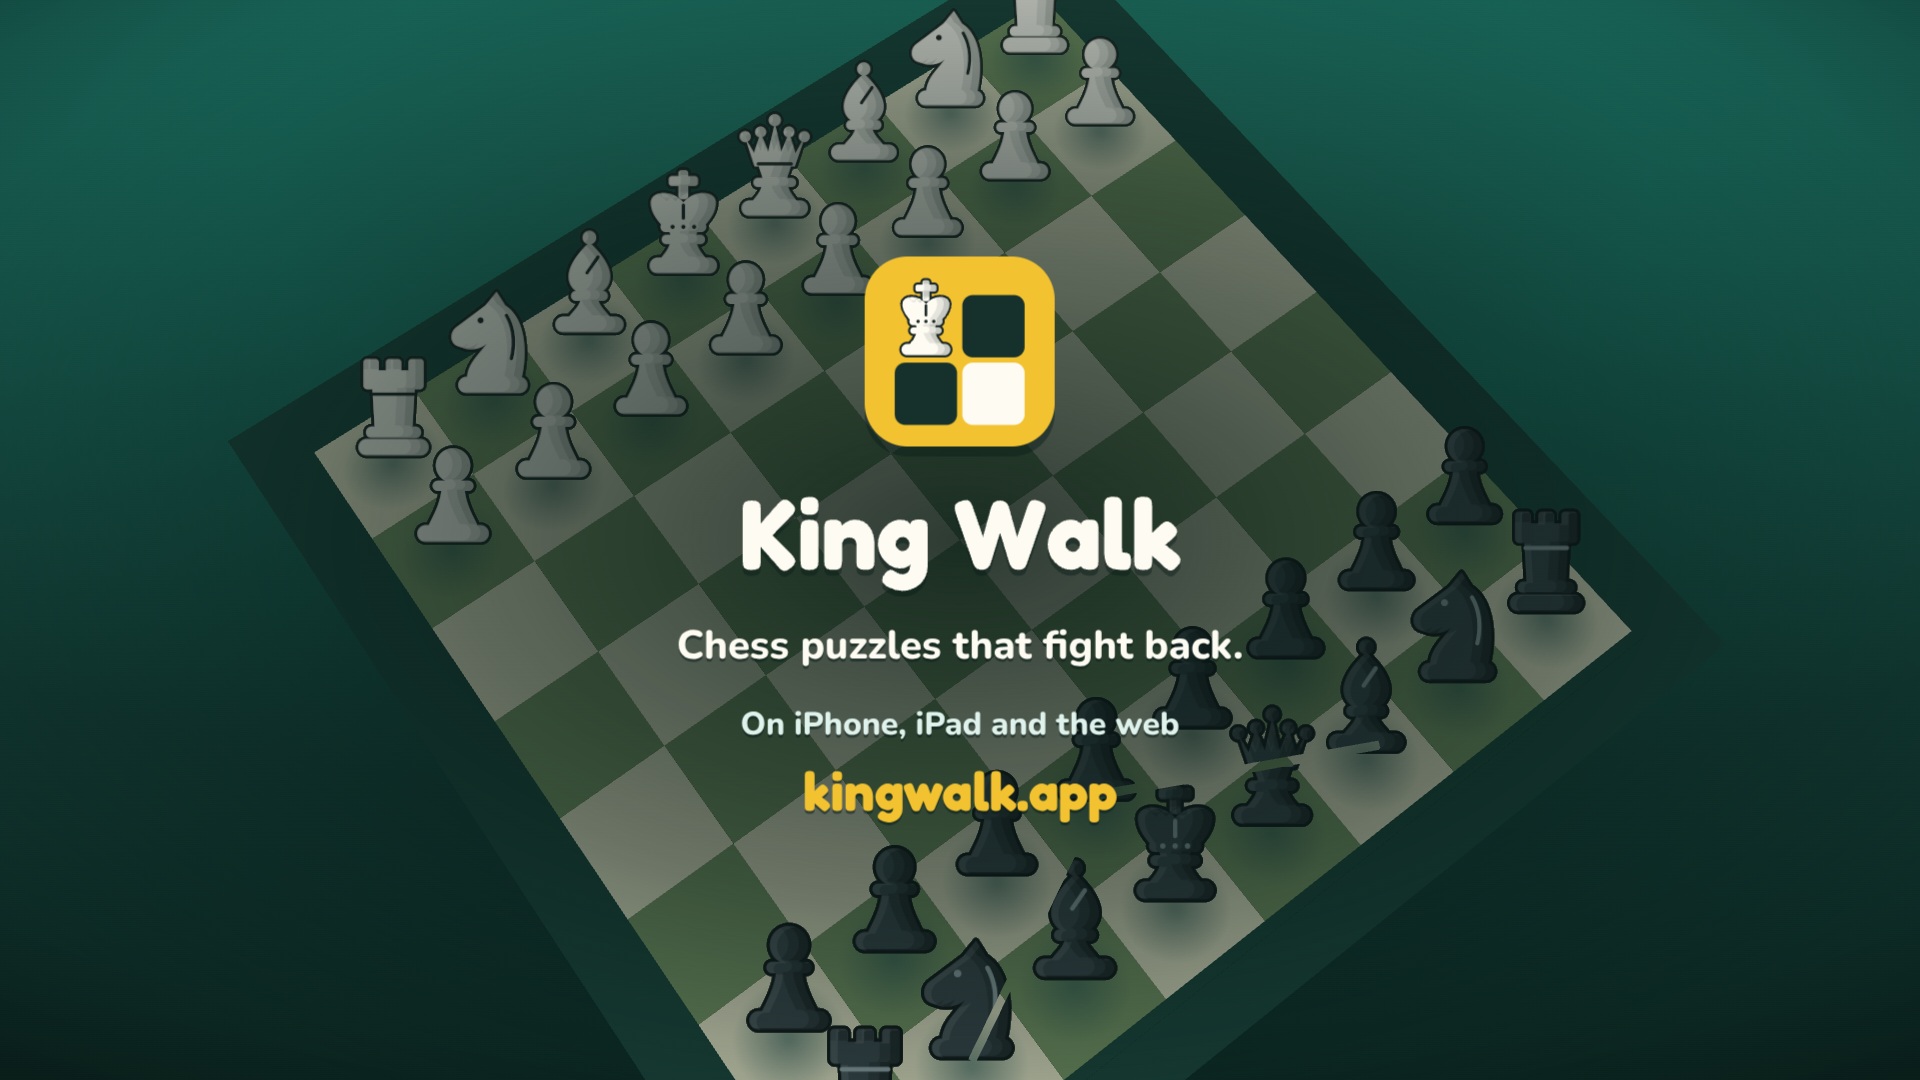 King Walk
Chess puzzles that fight back.
On iPhone, iPad and the web
kingwalk.app